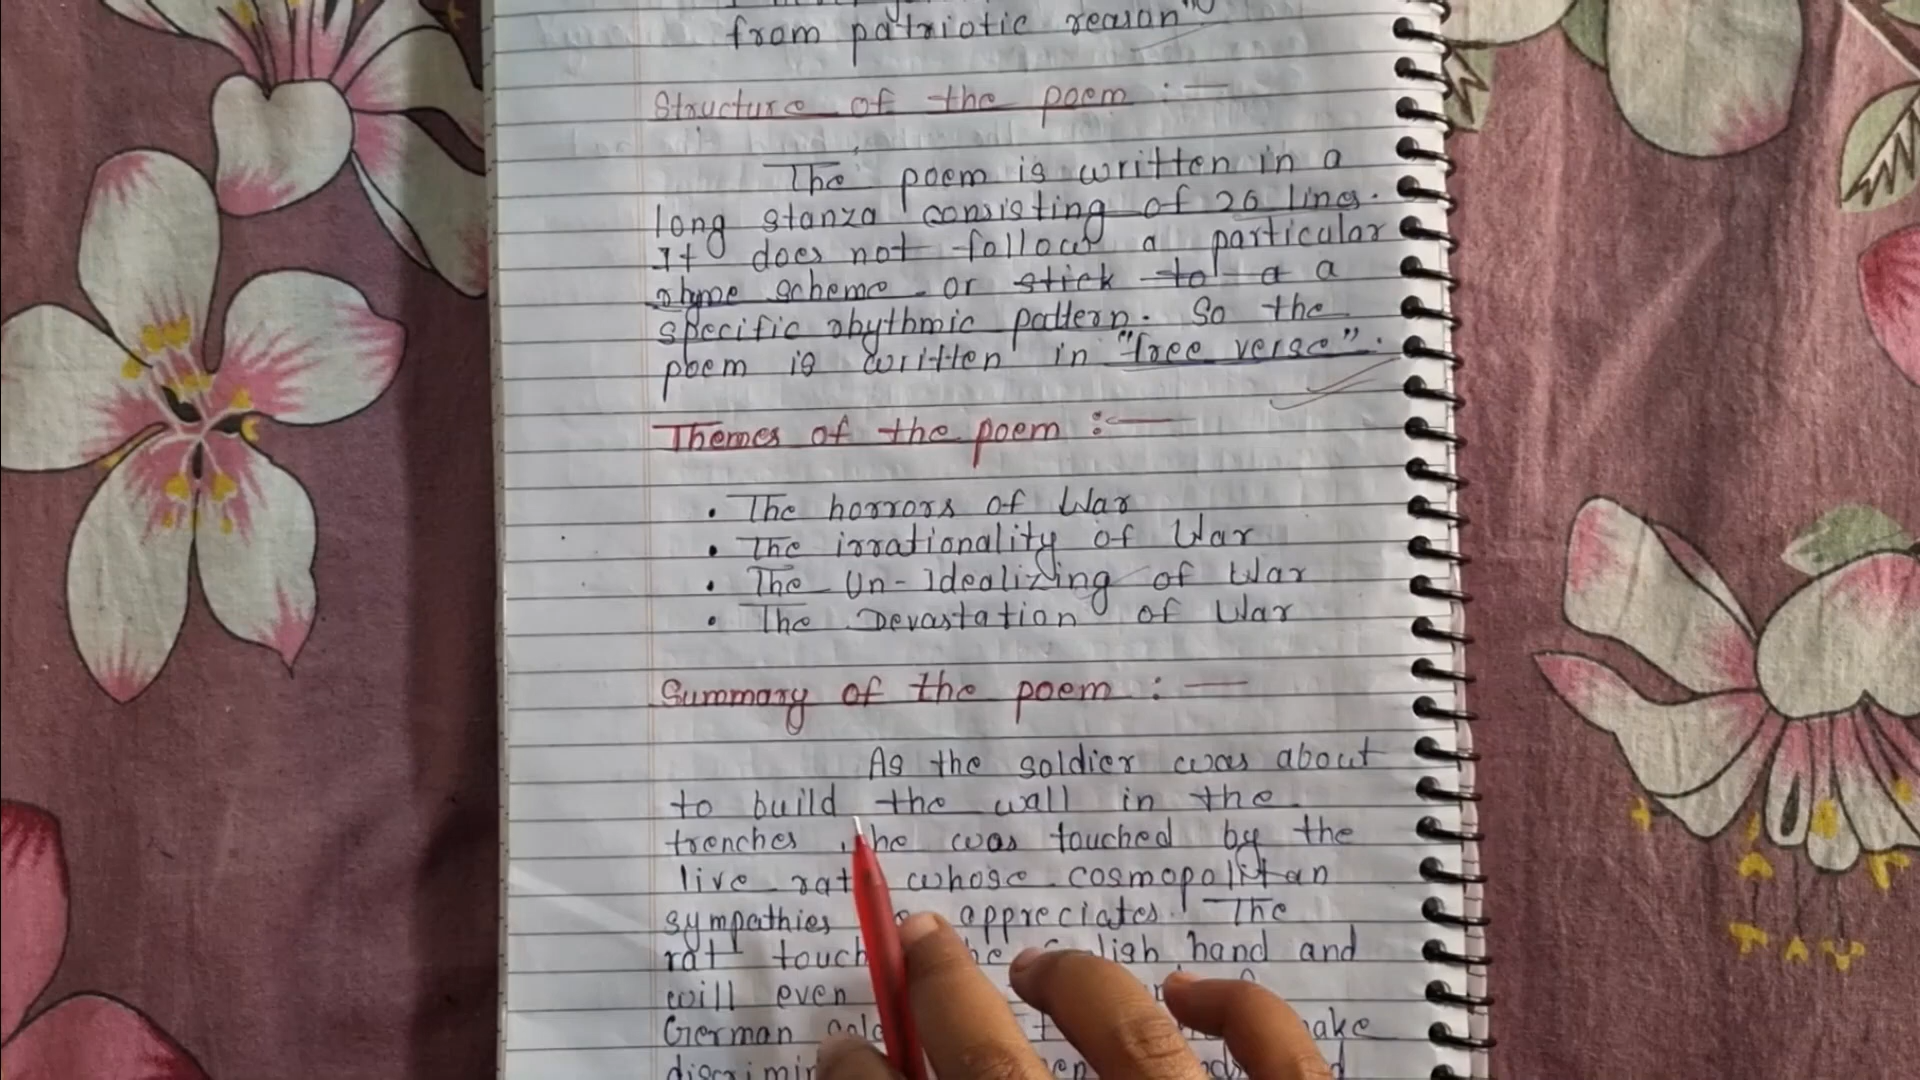 from patriotic reason"
Structure of the poem :—
The poem is written in a
long stanza consisting of 26 lines.
It does not follow a particular
rhyme scheme or stick to a a
specific rhythmic pattern. So the
poem is written in "free verse".
Themes of the poem :—
• The horrors of War
• The irrationality of War
• The Un-Idealizing of War
• The Devastation of War
Summary of the poem :—
As the soldier was about
to build the wall in the
trenches, he was touched by the
live rat whose cosmopolitan
sympathies appreciates. The
rat hand and
will even
German